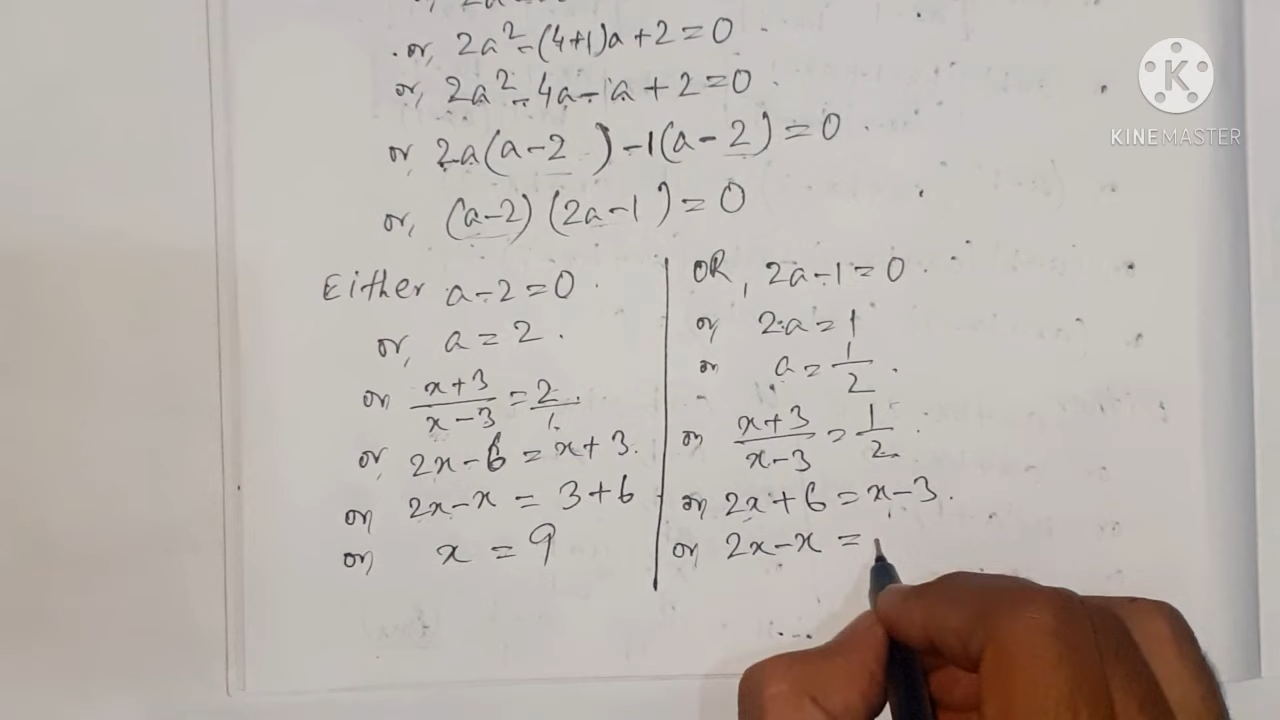 or, 2a²-(4+1)a+2=0
or, 2a²-4a-a+2=0
or 2a(a-2)-1(a-2)=0
or, (a-2)(2a-1)=0
Either a-2=0.
or, a=2.
or (x+3)/(x-3)=2/1
or 2x-6=x+3.
or 2x-x=3+6
or x=9
OR, 2a-1=0.
or 2a=1
or a=1/2.
or (x+3)/(x-3)=1/2.
or 2x+6=x-3.
or 2x-x=
KINEMASTER